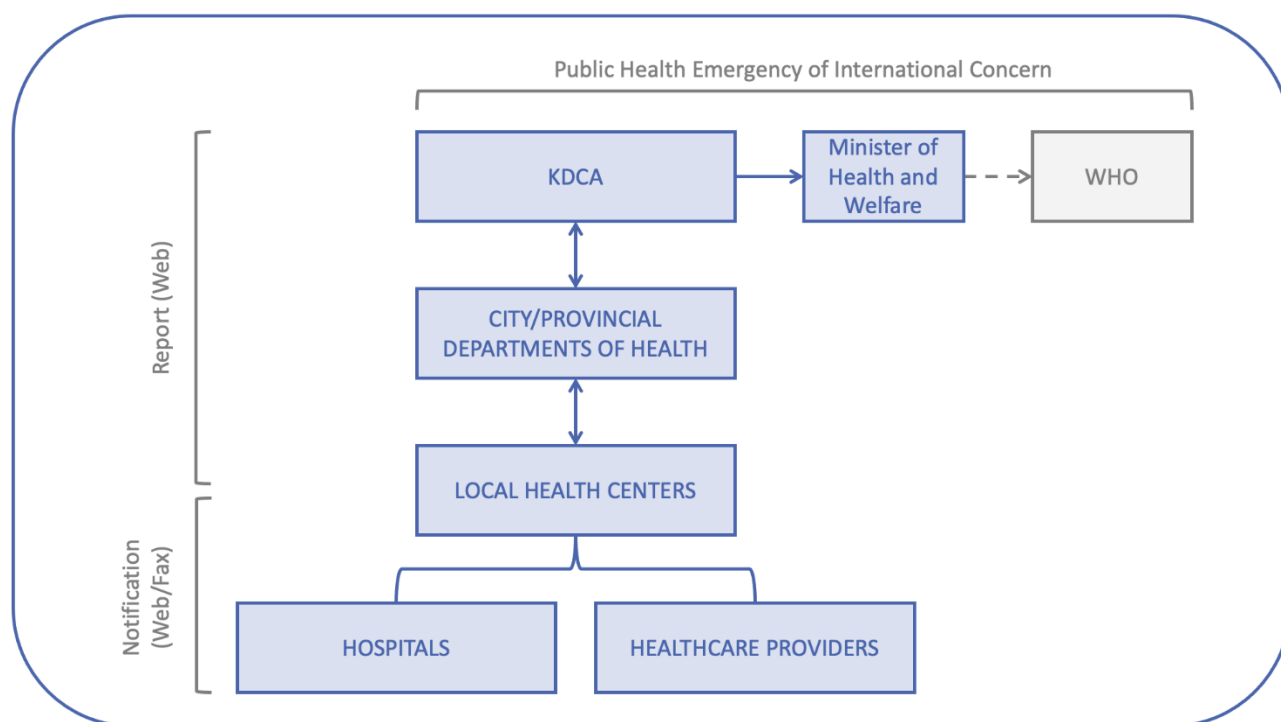 Public Health Emergency of International Concern
KDCA
Minister of
Health and
Welfare
WHO
Report (Web)
CITY/PROVINCIAL
DEPARTMENTS OF HEALTH
LOCAL HEALTH CENTERS
Notification
(Web/Fax)
HOSPITALS
HEALTHCARE PROVIDERS